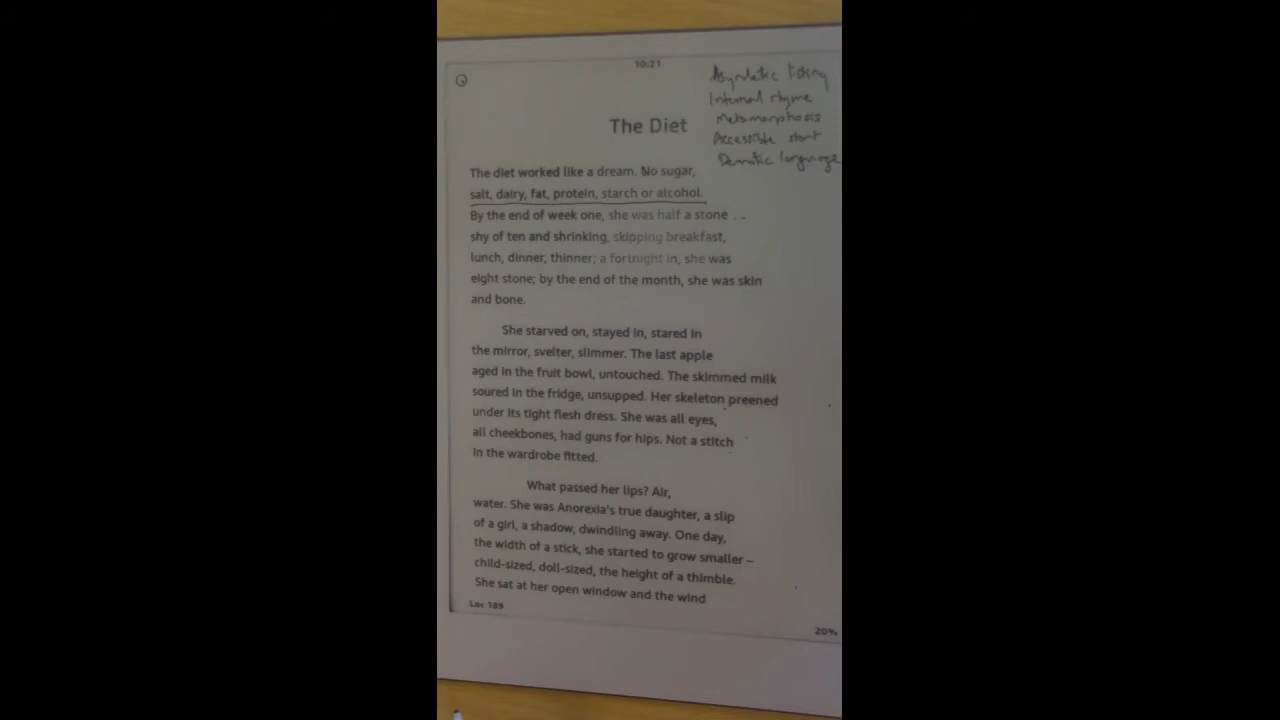 10:21
Asyndetic listing
Internal rhyme
Metamorphosis
Accessible start
Demotic language
The Diet
The diet worked like a dream. No sugar,
salt, dairy, fat, protein, starch or alcohol.
By the end of week one, she was half a stone
shy of ten and shrinking, skipping breakfast,
lunch, dinner, thinner; a fortnight in, she was
eight stone; by the end of the month, she was skin
and bone.
She starved on, stayed in, stared in
the mirror, svelter, slimmer. The last apple
aged in the fruit bowl, untouched. The skimmed milk
soured in the fridge, unsupped. Her skeleton preened
under its tight flesh dress. She was all eyes,
all cheekbones, had guns for hips. Not a stitch
in the wardrobe fitted.
What passed her lips? Air,
water. She was Anorexia's true daughter, a slip
of a girl, a shadow, dwindling away. One day,
the width of a stick, she started to grow smaller –
child-sized, doll-sized, the height of a thimble.
She sat at her open window and the wind
Loc 189
20%